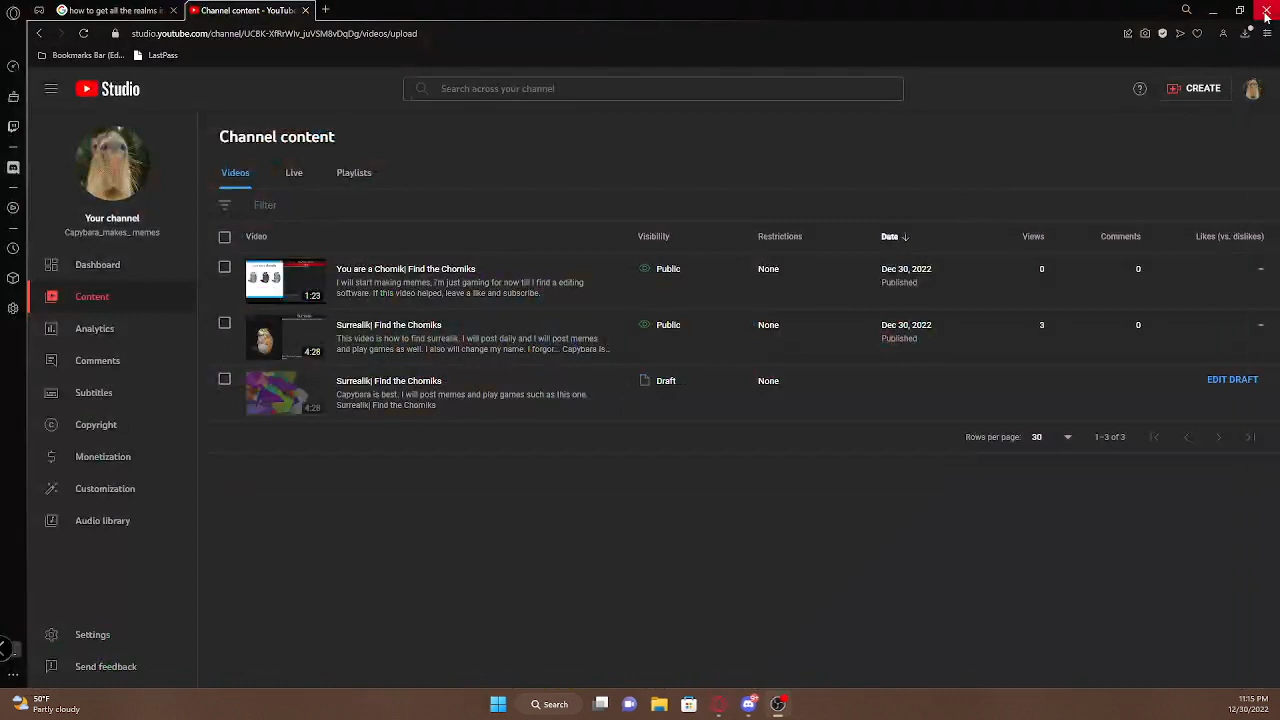 how to get all the realms i
Channel content - YouTube
studio.youtube.com/channel/UCBK-XfRrWIv_juVSM8vDqDg/videos/upload
Bookmarks Bar (Ed... LastPass
Studio
Search across your channel
CREATE
Your channel
Capybara_makes_memes
Dashboard
Content
Analytics
Comments
Subtitles
Copyright
Monetization
Customization
Audio library
Settings
Send feedback
Channel content
Videos Live Playlists
Filter
Video Visibility Restrictions Date Views Comments Likes (vs. dislikes)
1:23
You are a Chomik| Find the Chomiks
I will start making memes, i'm just gaming for now till I find a editing
software. If this video helped, leave a like and subscribe.
Public None Dec 30, 2022 0 0 –
Published
4:28
Surrealik| Find the Chomiks
This video is how to find surrealik. I will post daily and I will post memes
and play games as well. I also will change my name. I forgor... Capybara is...
Public None Dec 30, 2022 3 0 –
Published
4:28
Surrealik| Find the Chomiks
Capybara is best. I will post memes and play games such as this one.
Surrealik| Find the Chomiks
Draft None EDIT DRAFT
Rows per page: 30 1–3 of 3
50°F
Partly cloudy
Search
11:15 PM
12/30/2022